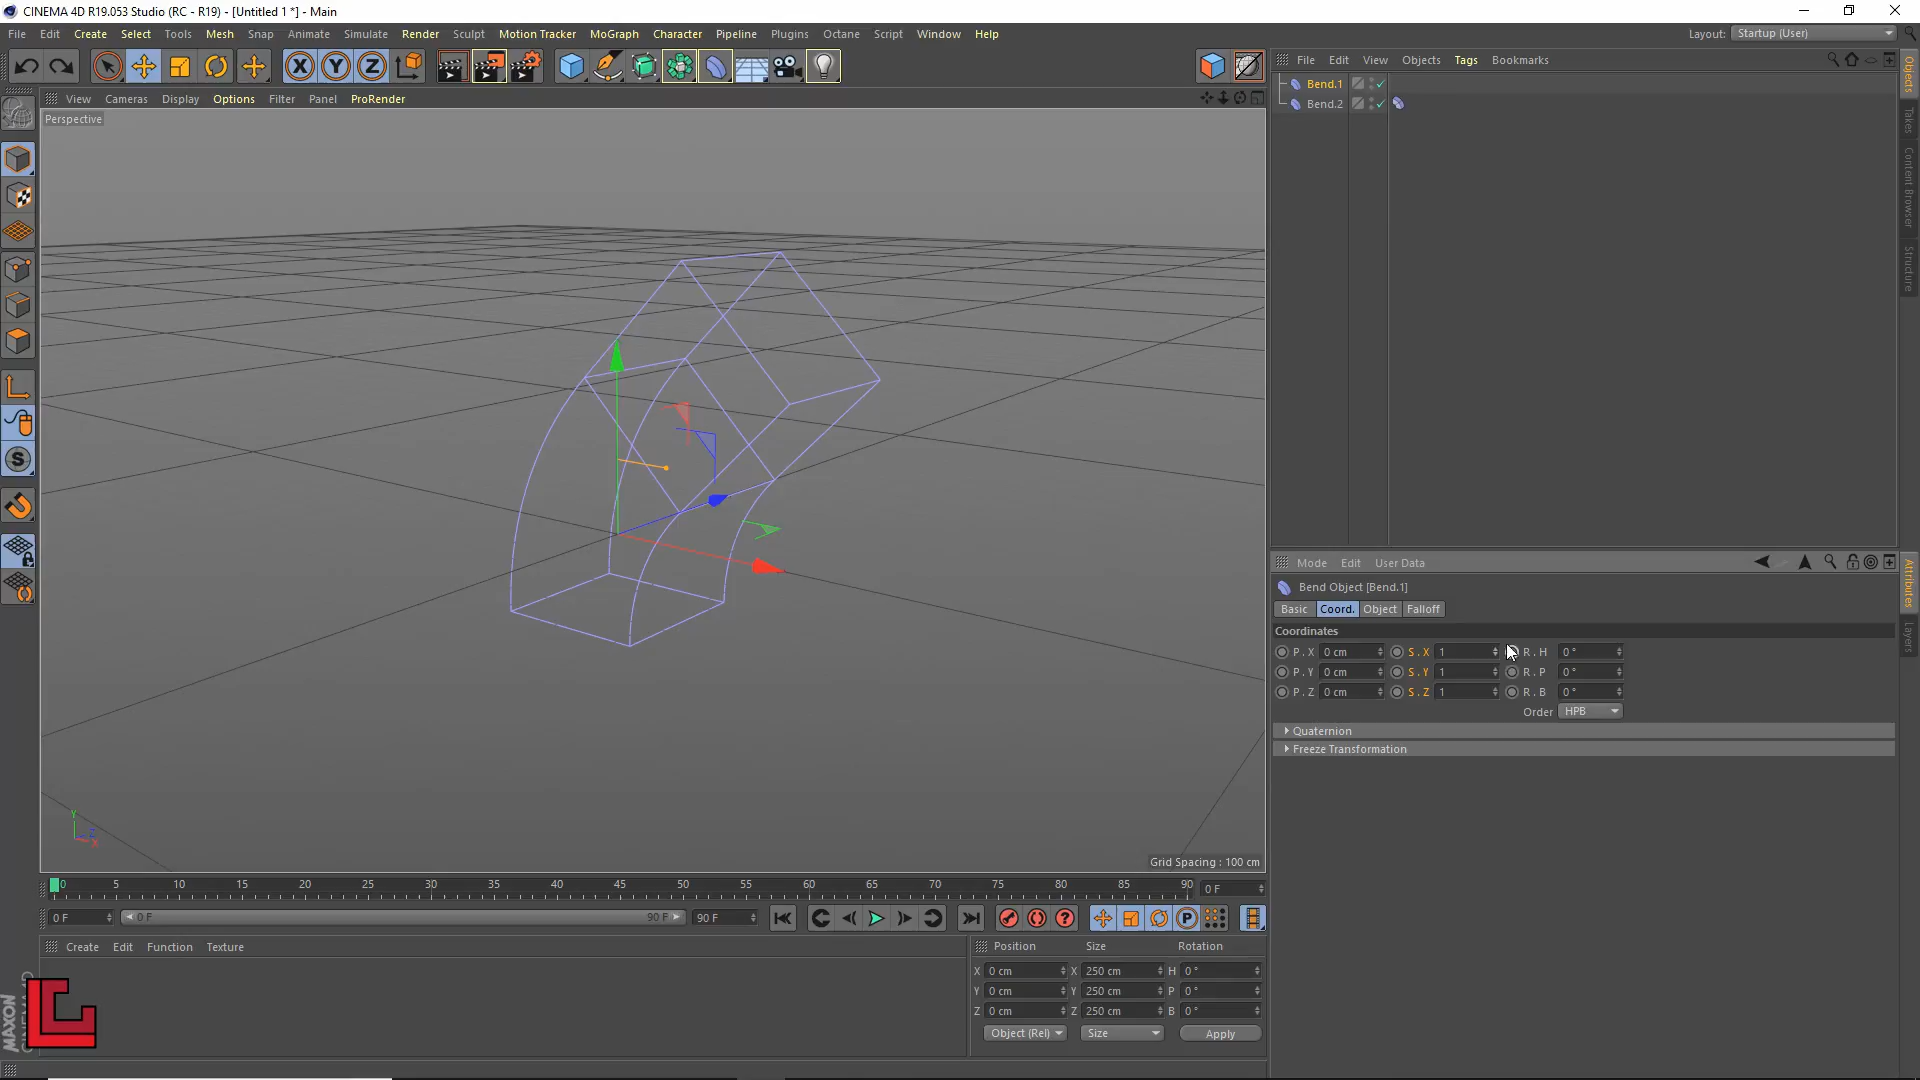 CINEMA 4D R19.053 Studio (RC - R19) - [Untitled 1 *] - Main
File Edit Create Select Tools Mesh Snap Animate Simulate Render Sculpt Motion Tracker MoGraph Character Pipeline Plugins Octane Script Window Help
Layout: Startup (User)
X Y Z
File Edit View Objects Tags Bookmarks
View Cameras Display Options Filter Panel ProRender
Perspective
Bend.1
Bend.2
Objects
Takes
Content Browser
Structure
Mode Edit User Data
Bend Object [Bend.1]
Basic Coord. Object Falloff
Coordinates
P . X 0 cm S . X 1 R . H 0 °
P . Y 0 cm S . Y 1 R . P 0 °
P . Z 0 cm S . Z 1 R . B 0 °
Order HPB
Quaternion
Freeze Transformation
Attributes
Layers
Y
Z
X
Grid Spacing : 100 cm
0 5 10 15 20 25 30 35 40 45 50 55 60 65 70 75 80 85 90 0 F
0 F 0 F 90 F 90 F
Create Edit Function Texture
Position Size Rotation
X 0 cm X 250 cm H 0 °
Y 0 cm Y 250 cm P 0 °
Z 0 cm Z 250 cm B 0 °
Object (Rel) Size Apply
MAXON